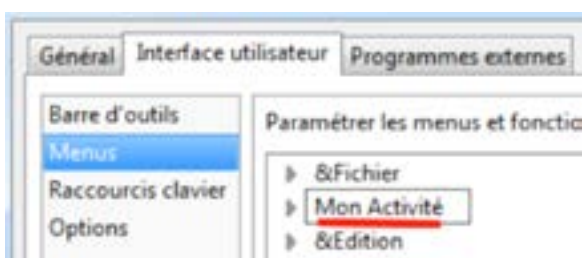 Général Interface utilisateur Programmes externes
Barre d'outils
Menus
Raccourcis clavier
Options
Paramétrer les menus et fonctio
&Fichier
Mon Activité
&Edition